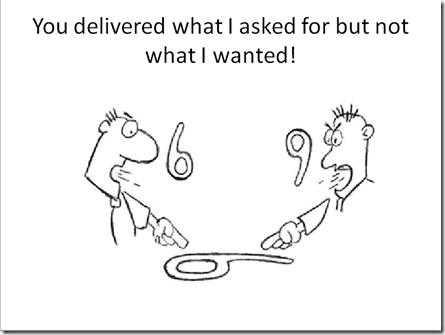 You delivered what I asked for but not
what I wanted!
6 9